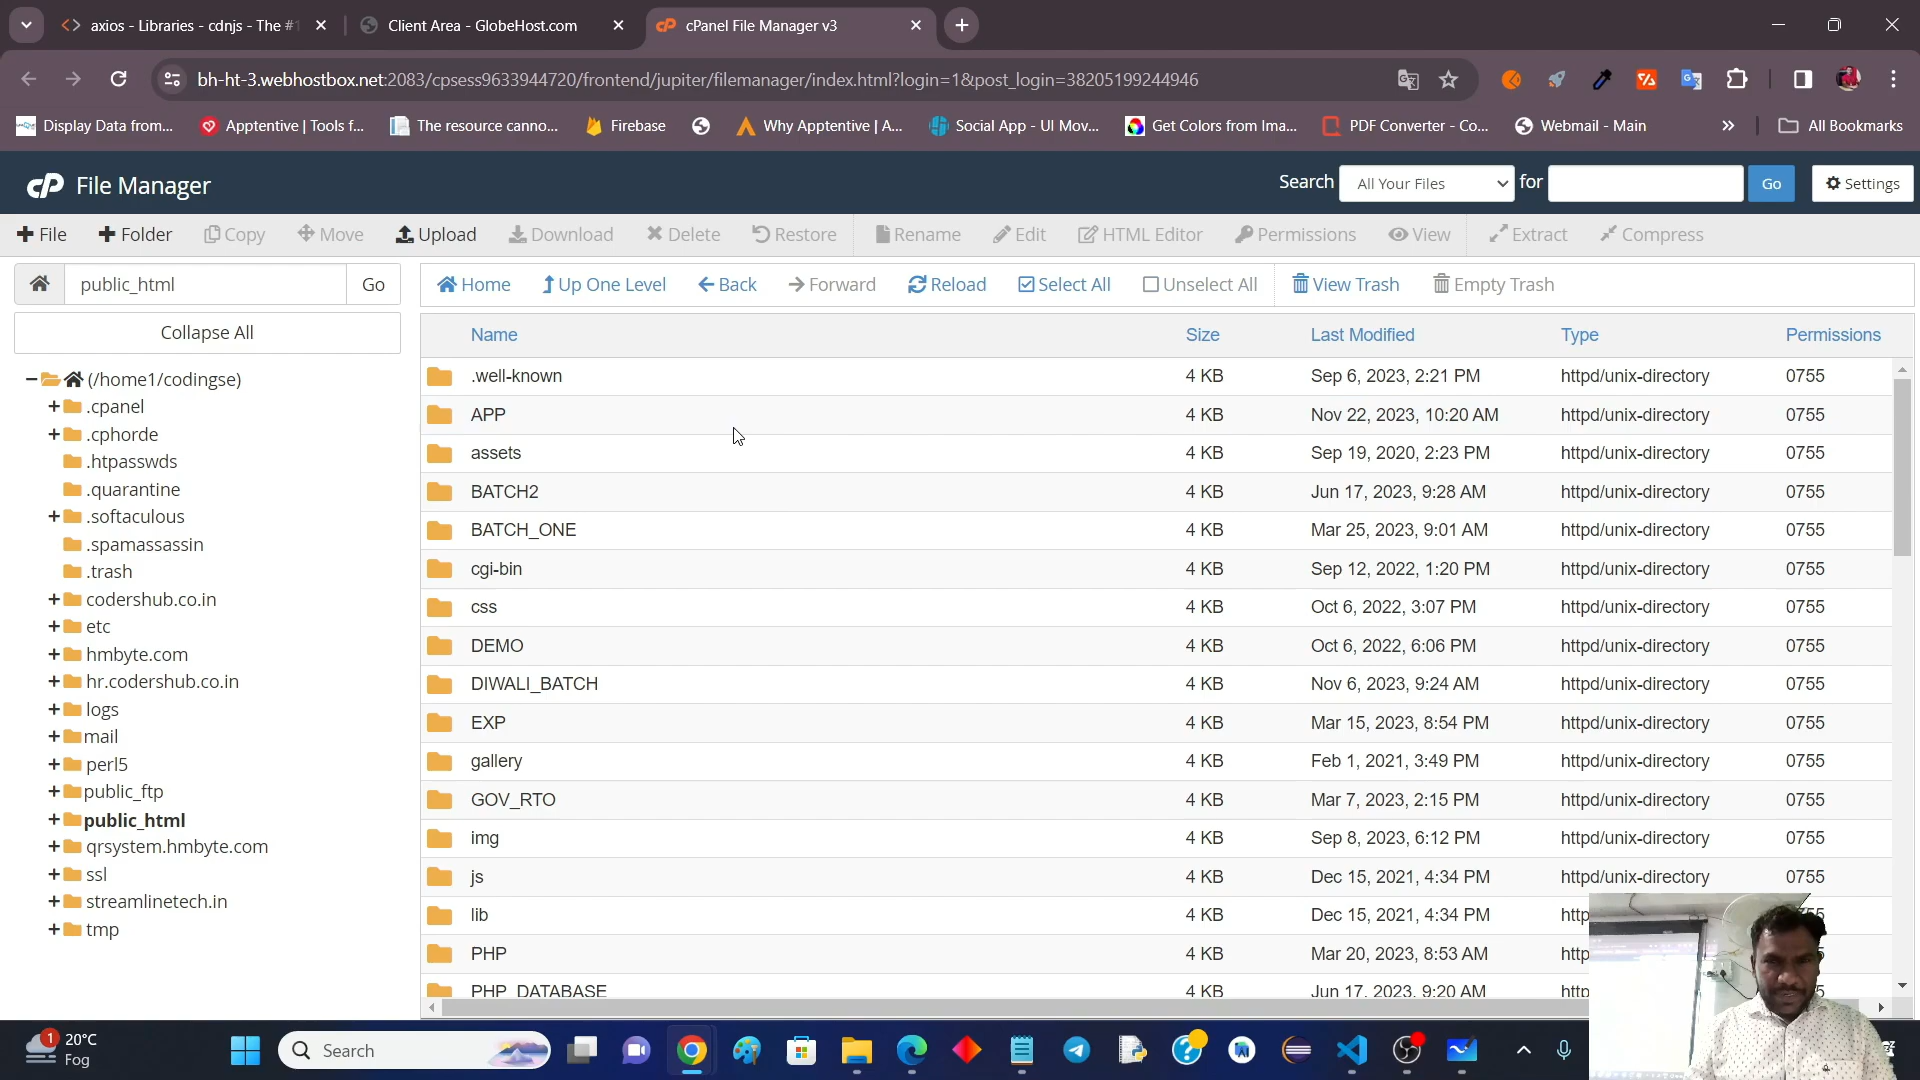 axios - Libraries - cdnjs - The #1
Client Area - GlobeHost.com
cPanel File Manager v3
bh-ht-3.webhostbox.net:2083/cpsess9633944720/frontend/jupiter/filemanager/index.html?login=1&post_login=38205199244946
Display Data from...
Apptentive | Tools f...
The resource canno...
Firebase
Why Apptentive | A...
Social App - UI Mov...
Get Colors from Ima...
PDF Converter - Co...
Webmail - Main
»
All Bookmarks
cP File Manager
Search All Your Files for Go Settings
File Folder Copy Move Upload Download Delete Restore Rename Edit HTML Editor Permissions View Extract Compress
public_html Go
Home Up One Level Back Forward Reload Select All Unselect All View Trash Empty Trash
Collapse All
(/home1/codingse)
.cpanel
.cphorde
.htpasswds
.quarantine
.softaculous
.spamassassin
.trash
codershub.co.in
etc
hmbyte.com
hr.codershub.co.in
logs
mail
perl5
public_ftp
public_html
qrsystem.hmbyte.com
ssl
streamlinetech.in
tmp
Name Size Last Modified Type Permissions
.well-known 4 KB Sep 6, 2023, 2:21 PM httpd/unix-directory 0755
APP 4 KB Nov 22, 2023, 10:20 AM httpd/unix-directory 0755
assets 4 KB Sep 19, 2020, 2:23 PM httpd/unix-directory 0755
BATCH2 4 KB Jun 17, 2023, 9:28 AM httpd/unix-directory 0755
BATCH_ONE 4 KB Mar 25, 2023, 9:01 AM httpd/unix-directory 0755
cgi-bin 4 KB Sep 12, 2022, 1:20 PM httpd/unix-directory 0755
css 4 KB Oct 6, 2022, 3:07 PM httpd/unix-directory 0755
DEMO 4 KB Oct 6, 2022, 6:06 PM httpd/unix-directory 0755
DIWALI_BATCH 4 KB Nov 6, 2023, 9:24 AM httpd/unix-directory 0755
EXP 4 KB Mar 15, 2023, 8:54 PM httpd/unix-directory 0755
gallery 4 KB Feb 1, 2021, 3:49 PM httpd/unix-directory 0755
GOV_RTO 4 KB Mar 7, 2023, 2:15 PM httpd/unix-directory 0755
img 4 KB Sep 8, 2023, 6:12 PM httpd/unix-directory 0755
js 4 KB Dec 15, 2021, 4:34 PM httpd/unix-directory 0755
lib 4 KB Dec 15, 2021, 4:34 PM http
PHP 4 KB Mar 20, 2023, 8:53 AM http
PHP_DATABASE 4 KB Jun 17, 2023, 9:20 AM http
1
20°C
Fog
Search